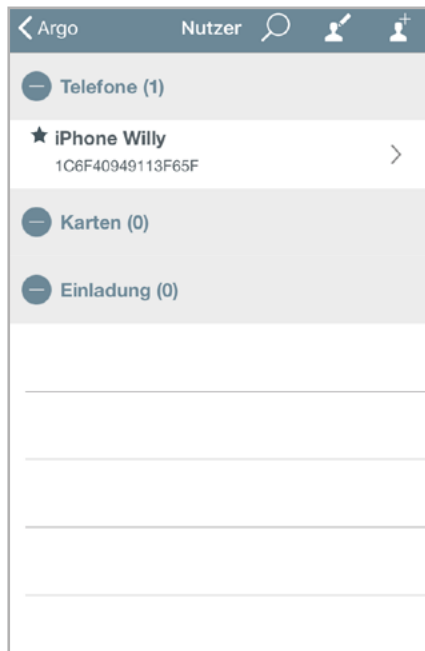 Argo Nutzer
Telefone (1)
iPhone Willy
1C6F40949113F65F
Karten (0)
Einladung (0)